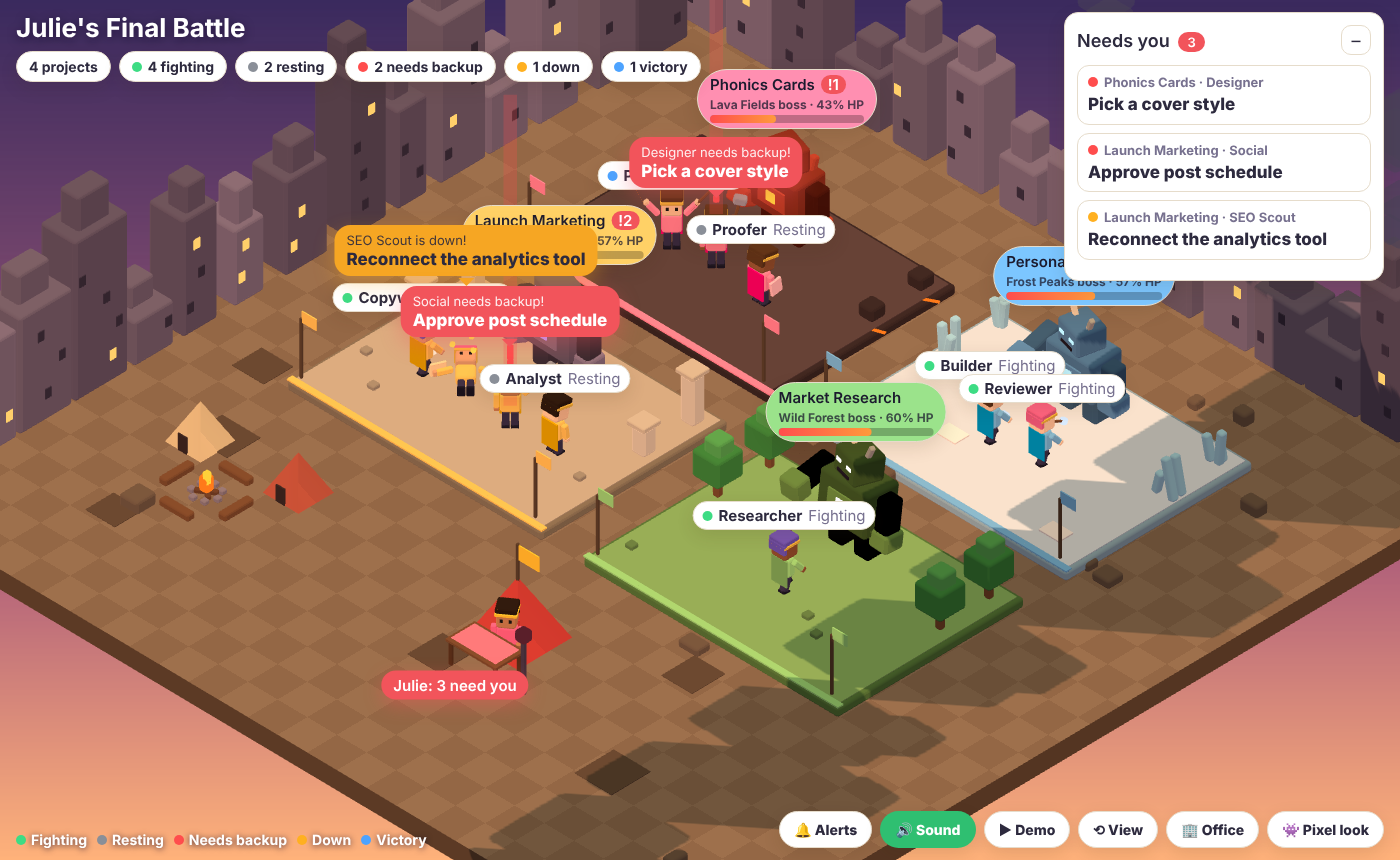 Julie's Final Battle
4 projects
4 fighting
2 resting
2 needs backup
1 down
1 victory
Needs you 3
Phonics Cards · Designer
Pick a cover style
Launch Marketing · Social
Approve post schedule
Launch Marketing · SEO Scout
Reconnect the analytics tool
Phonics Cards !1
Lava Fields boss · 43% HP
Designer needs backup!
Pick a cover style
Proofer Resting
Launch Marketing !2
57% HP
SEO Scout is down!
Reconnect the analytics tool
Social needs backup!
Approve post schedule
Analyst Resting
Frost Peaks boss · 57% HP
Builder Fighting
Reviewer Fighting
Market Research
Wild Forest boss · 60% HP
Researcher Fighting
Julie: 3 need you
Fighting
Resting
Needs backup
Down
Victory
Alerts
Sound
Demo
View
Office
Pixel look